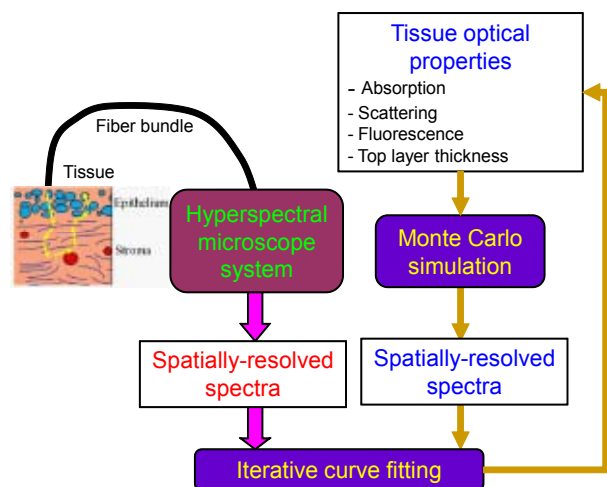 Tissue optical
properties
- Absorption
- Scattering
- Fluorescence
- Top layer thickness
Fiber bundle
Tissue
Epithelium
Stroma
Hyperspectral
microscope
system
Monte Carlo
simulation
Spatially-resolved
spectra
Spatially-resolved
spectra
Iterative curve fitting